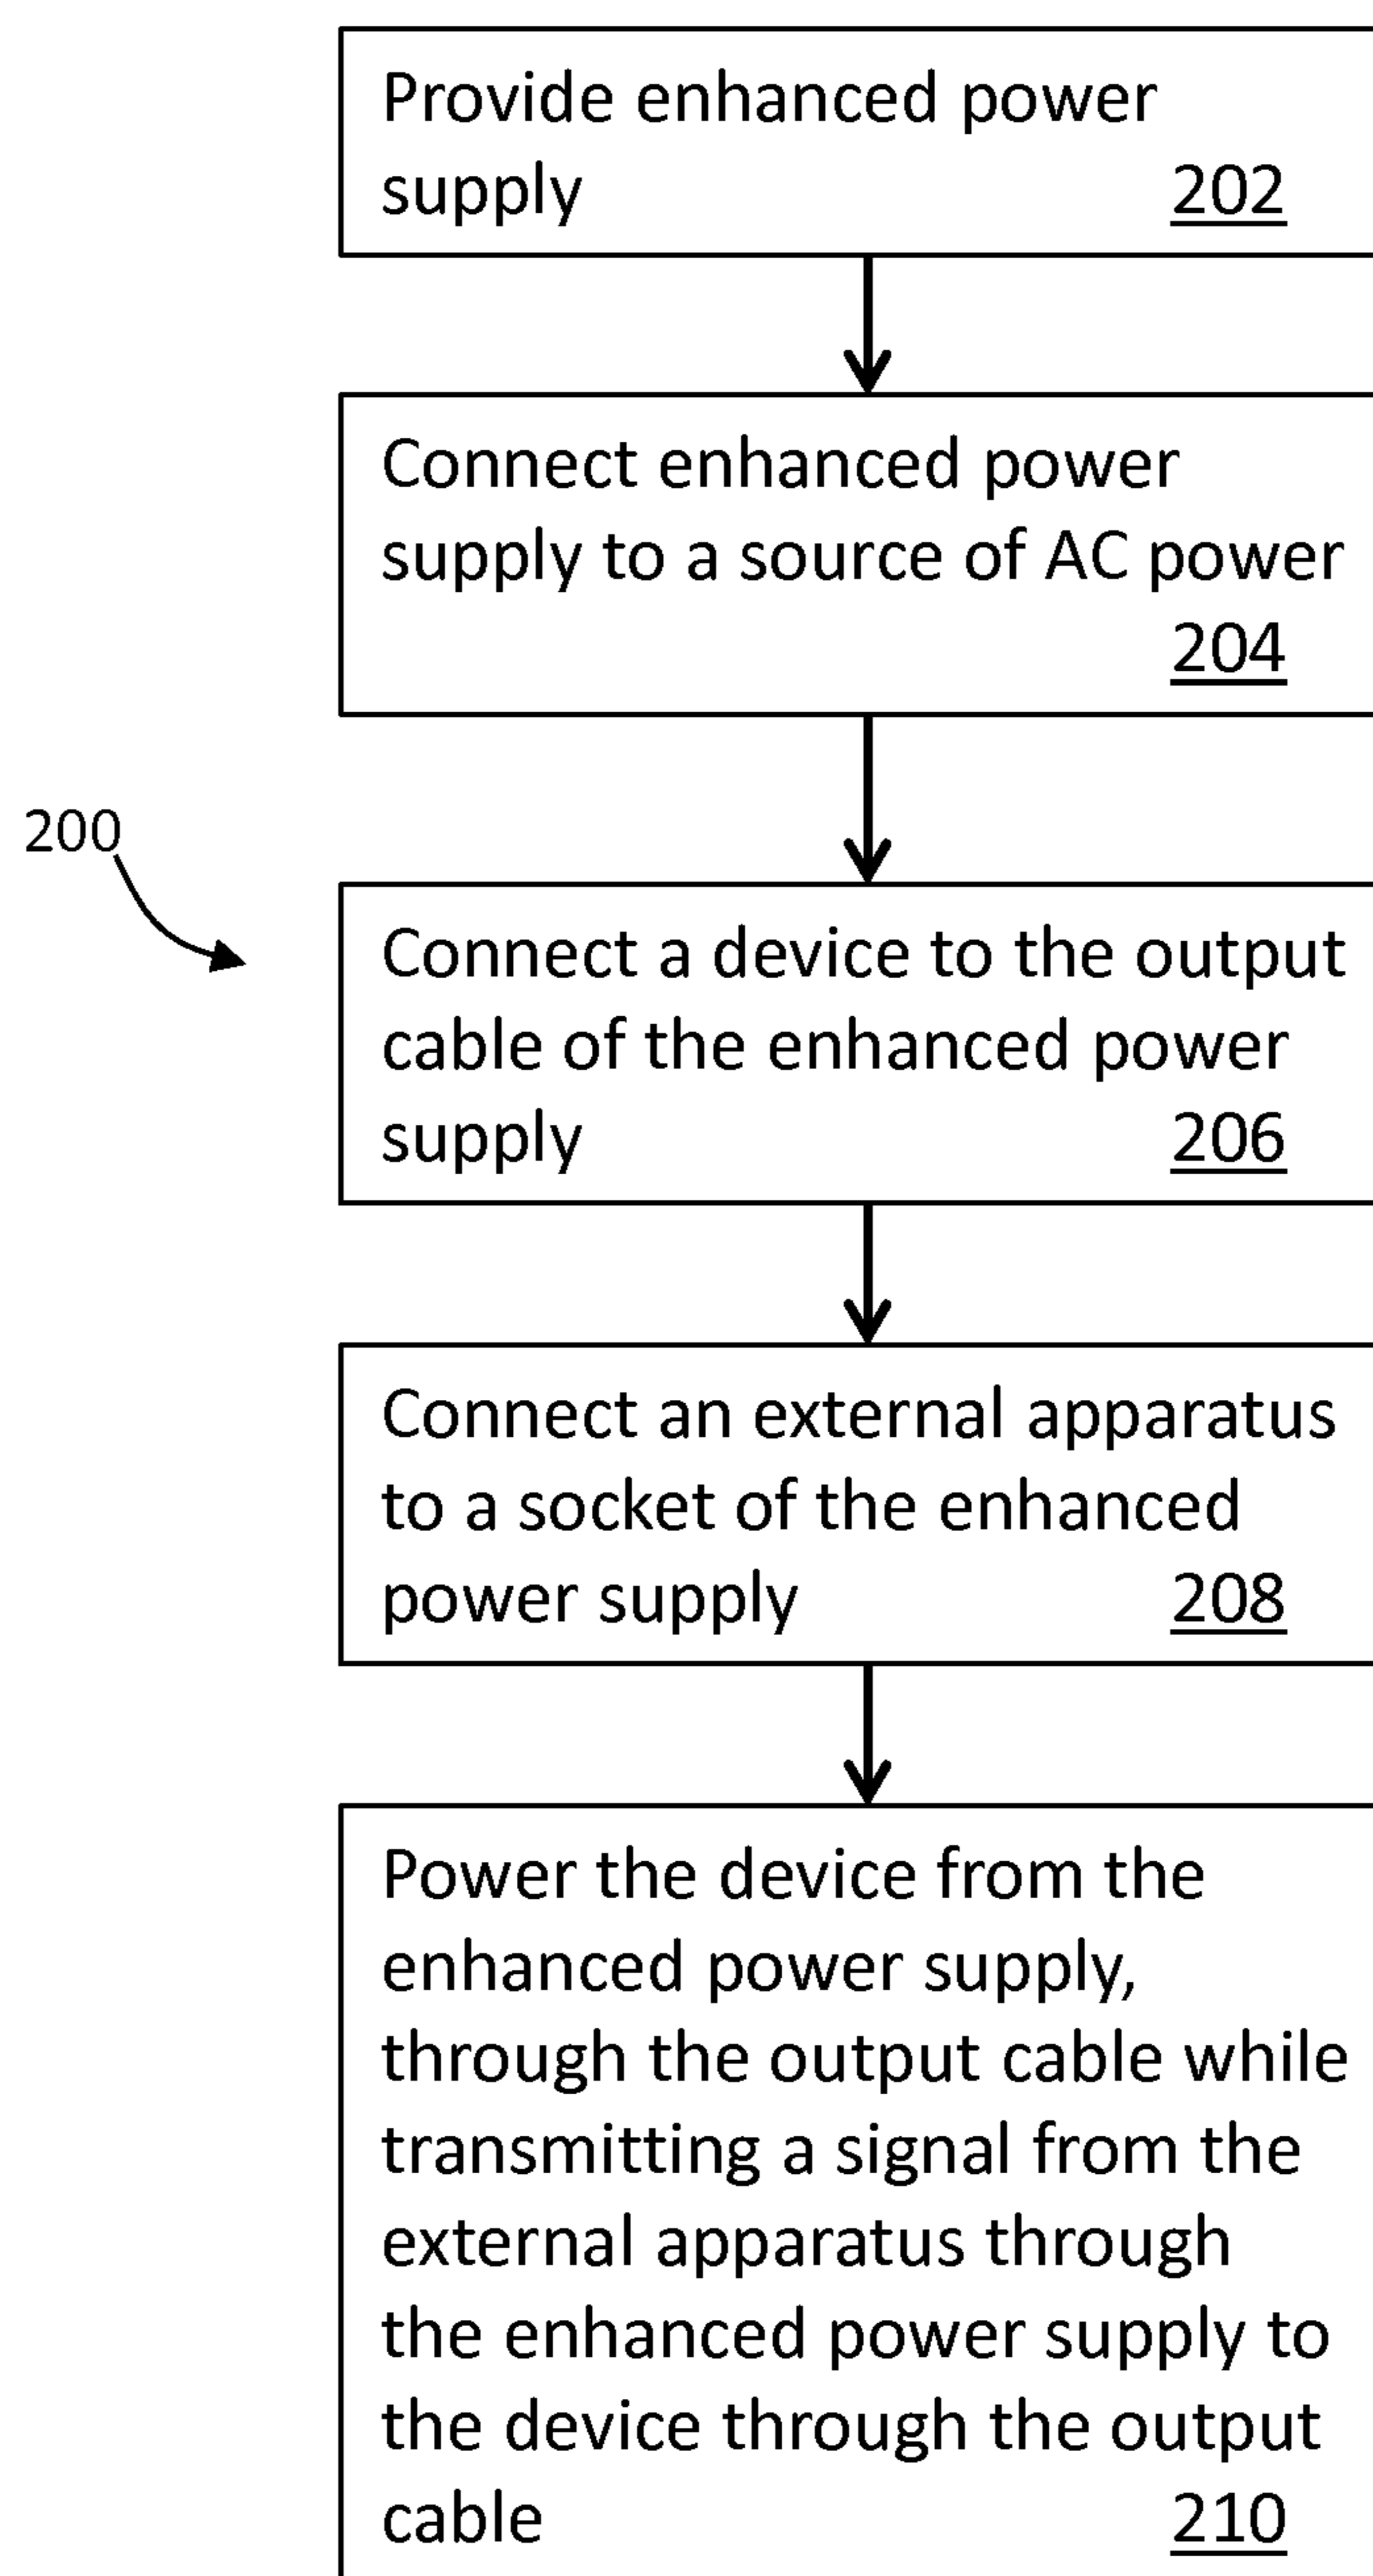 Provide enhanced power
supply 202
Connect enhanced power
supply to a source of AC power
204
200
Connect a device to the output
cable of the enhanced power
supply 206
Connect an external apparatus
to a socket of the enhanced
power supply 208
Power the device from the
enhanced power supply,
through the output cable while
transmitting a signal from the
external apparatus through
the enhanced power supply to
the device through the output
cable 210